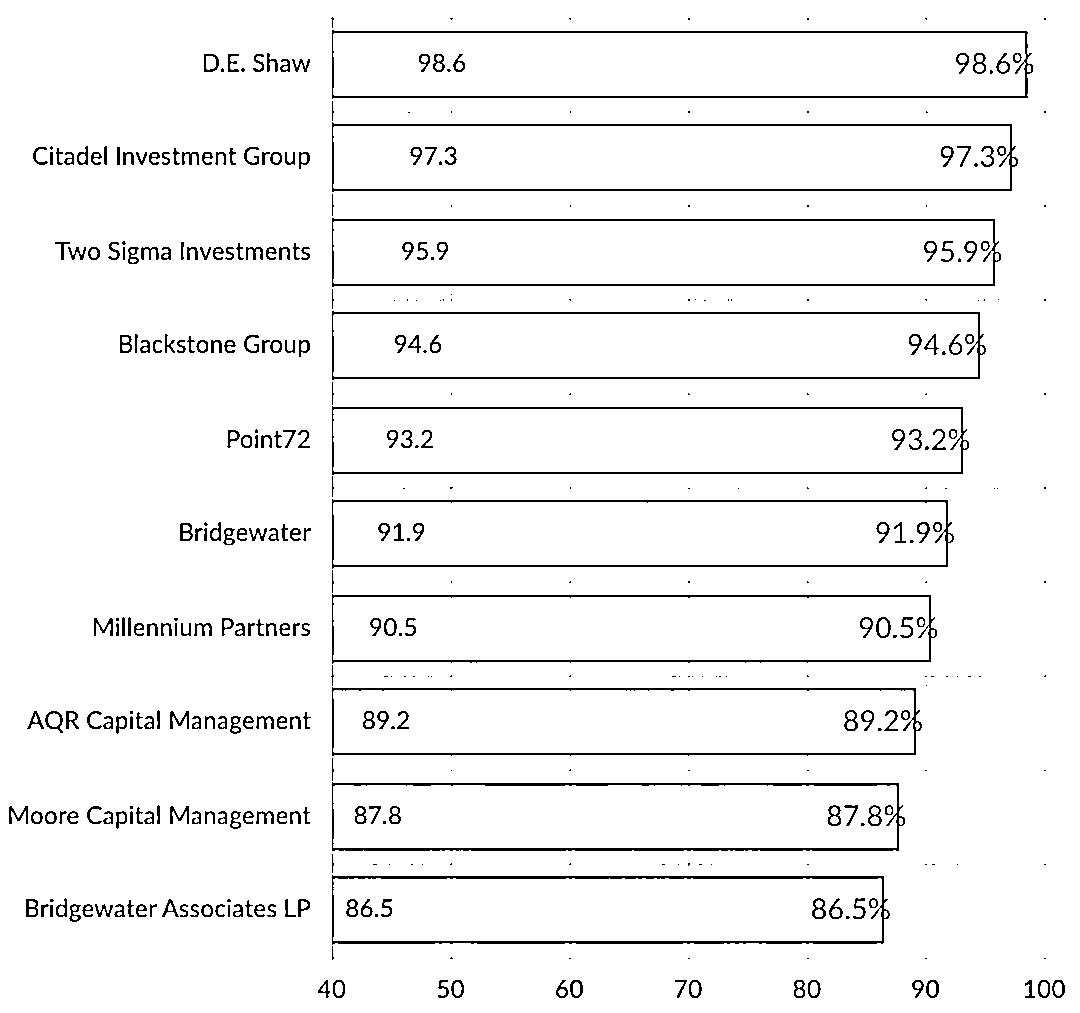 D.E. Shaw 98.6 98.6%
Citadel Investment Group 97.3 97.3%
Two Sigma Investments 95.9 95.9%
Blackstone Group 94.6 94.6%
Point72 93.2 93.2%
Bridgewater 91.9 91.9%
Millennium Partners 90.5 90.5%
AQR Capital Management 89.2 89.2%
Moore Capital Management 87.8 87.8%
Bridgewater Associates LP 86.5 86.5%
40 50 60 70 80 90 100